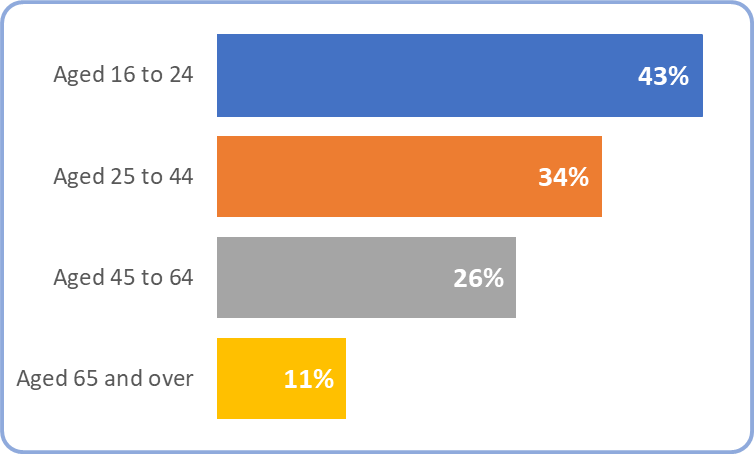 Aged 16 to 24 43%
Aged 25 to 44 34%
Aged 45 to 64 26%
Aged 65 and over 11%